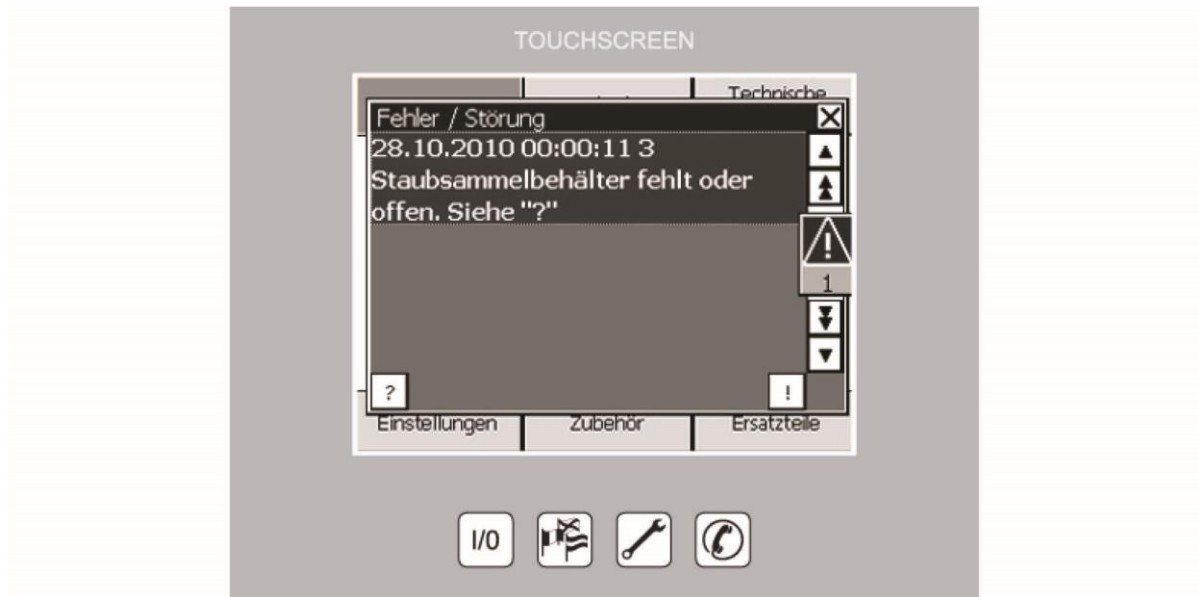 TOUCHSCREEN
Technische
Fehler / Störung
28.10.2010 00:00:11 3
Staubsammelbehälter fehlt oder
offen. Siehe "?"
1
? !
Einstellungen Zubehör Ersatzteile
I/0